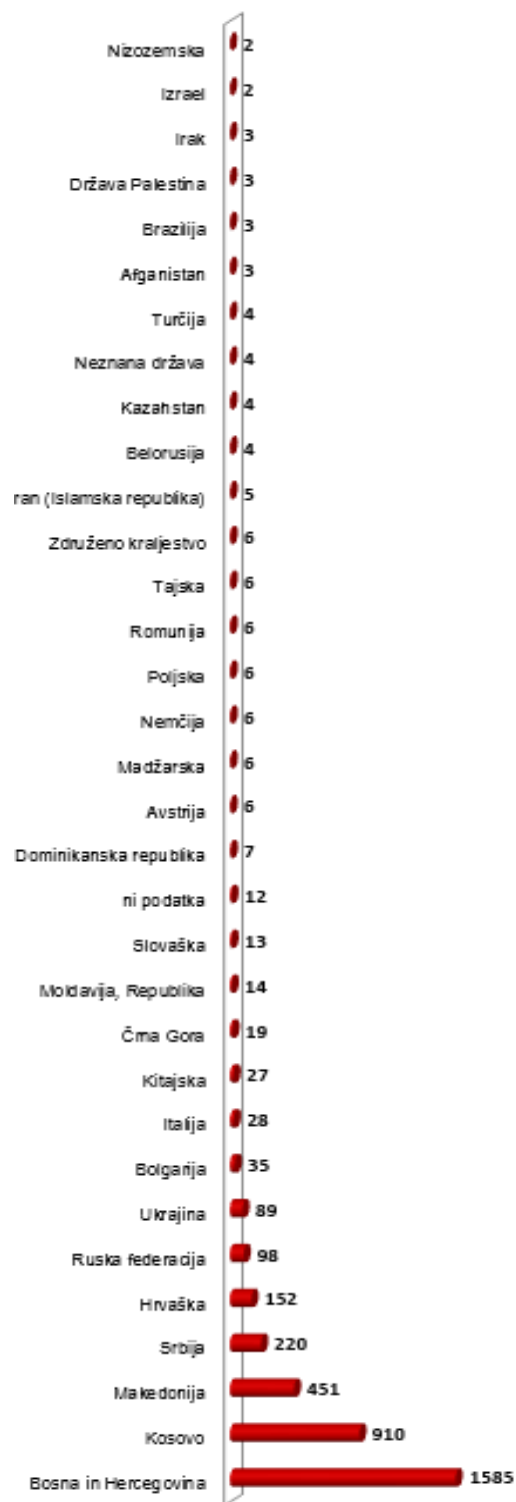 Nizozemska 2
Izrael 2
Irak 3
Država Palestina 3
Brazilija 3
Afganistan 3
Turčija 4
Neznana država 4
Kazahstan 4
Belorusija 4
ran (Islamska republika) 5
Združeno kraljestvo 6
Tajska 6
Romunija 6
Poljska 6
Nemčija 6
Madžarska 6
Avstrija 6
Dominikanska republika 7
ni podatka 12
Slovaška 13
Moldavija, Republika 14
Črna Gora 19
Kitajska 27
Italija 28
Bolgarija 35
Ukrajina 89
Ruska federacija 98
Hrvaška 152
Srbija 220
Makedonija 451
Kosovo 910
Bosna in Hercegovina 1585